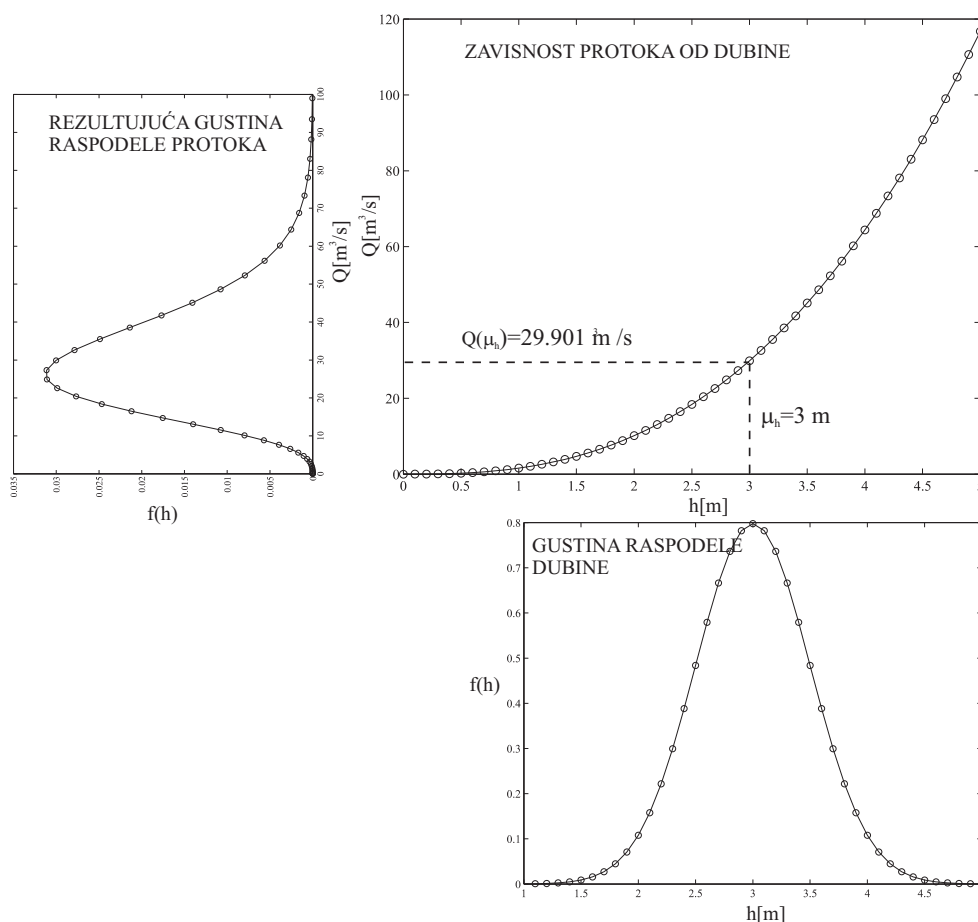 REZULTUJUĆA GUSTINA
RASPODELE PROTOKA
Q[m³/s]
100
90
80
70
60
50
40
30
20
10
0
0.035
0.03
0.025
0.02
0.015
0.01
0.005
0
f(h)
ZAVISNOST PROTOKA OD DUBINE
Q[m³/s]
120
100
80
60
40
20
0
Q(μₕ)=29.901 m³/s
μₕ=3 m
0 0.5 1 1.5 2 2.5 3 3.5 4 4.5 5
h[m]
GUSTINA RASPODELE
DUBINE
f(h)
0.8
0.7
0.6
0.5
0.4
0.3
0.2
0.1
0
1 1.5 2 2.5 3 3.5 4 4.5
h[m]